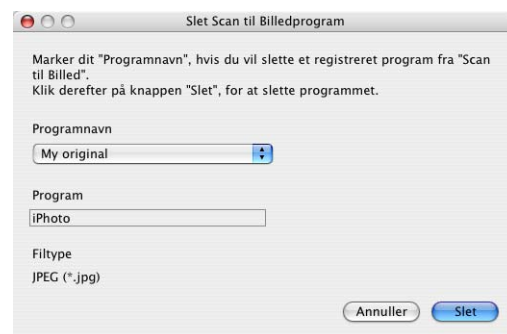 Slet Scan til Billedprogram
Marker dit "Programnavn", hvis du vil slette et registreret program fra "Scan
til Billed".
Klik derefter på knappen "Slet", for at slette programmet.
Programnavn
My original
Program
iPhoto
Filtype
JPEG (*.jpg)
Annuller Slet